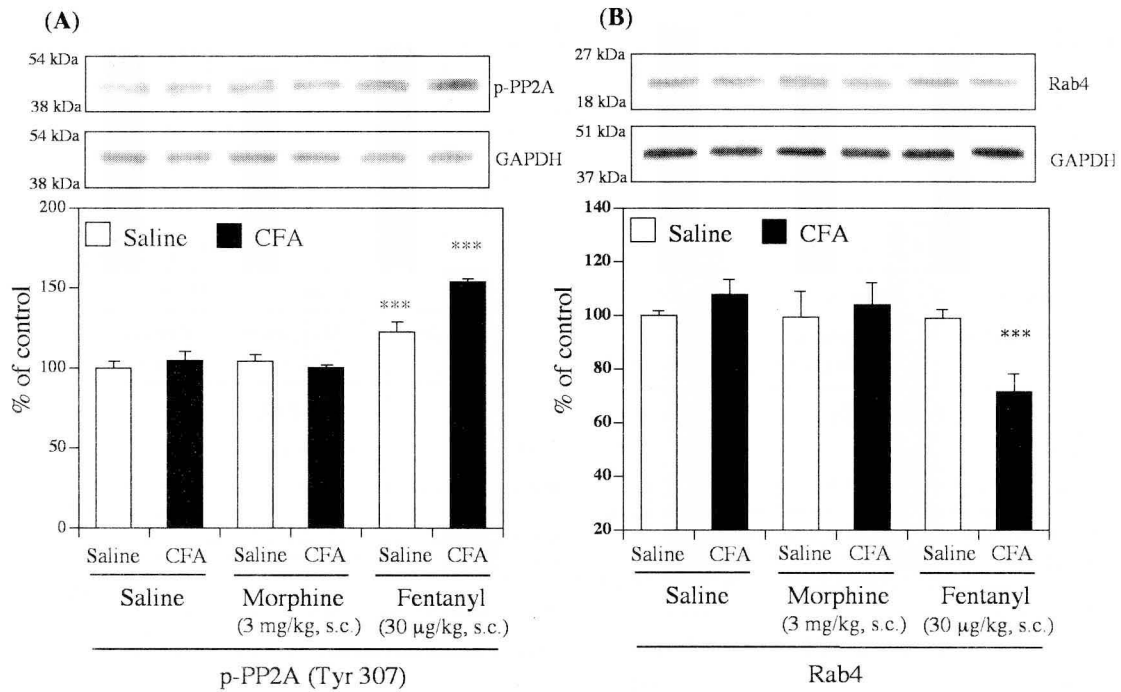 (A)
54 kDa
p-PP2A
38 kDa
54 kDa
GAPDH
38 kDa
200
Saline CFA
***
150
***
100
50
0
% of control
Saline CFA Saline CFA Saline CFA
Saline Morphine Fentanyl
(3 mg/kg, s.c.) (30 μg/kg, s.c.)
p-PP2A (Tyr 307)
(B)
27 kDa
Rab4
18 kDa
51 kDa
GAPDH
37 kDa
140
Saline CFA
120
100
***
80
60
40
20
% of control
Saline CFA Saline CFA Saline CFA
Saline Morphine Fentanyl
(3 mg/kg, s.c.) (30 μg/kg, s.c.)
Rab4